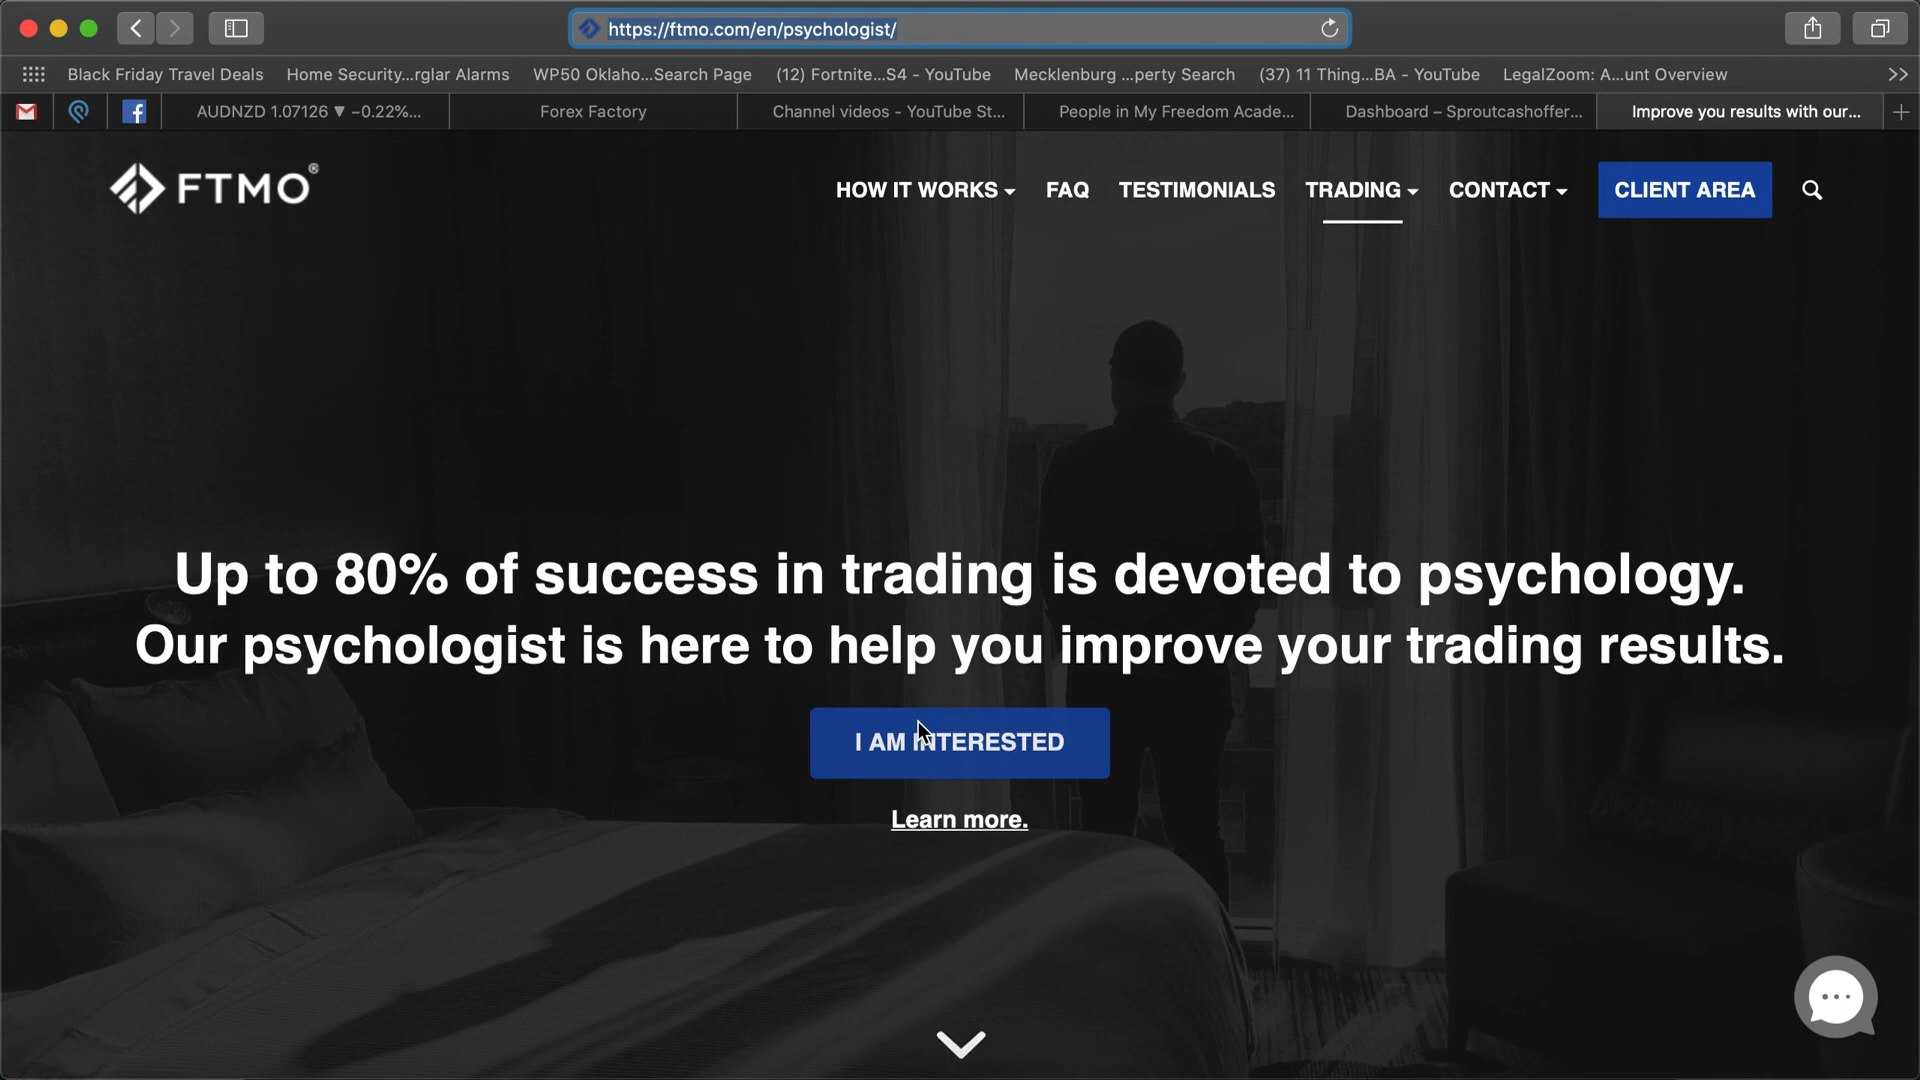 https://ftmo.com/en/psychologist/
Black Friday Travel Deals
Home Security...rglar Alarms
WP50 Oklaho...Search Page
(12) Fortnite...S4 - YouTube
Mecklenburg ...perty Search
(37) 11 Thing...BA - YouTube
LegalZoom: A...unt Overview
AUDNZD 1.07126 ▼ −0.22%...
Forex Factory
Channel videos - YouTube St...
People in My Freedom Acade...
Dashboard – Sproutcashoffer...
Improve you results with our...
FTMO®
HOW IT WORKS
FAQ
TESTIMONIALS
TRADING
CONTACT
CLIENT AREA
Up to 80% of success in trading is devoted to psychology.
Our psychologist is here to help you improve your trading results.
I AM INTERESTED
Learn more.